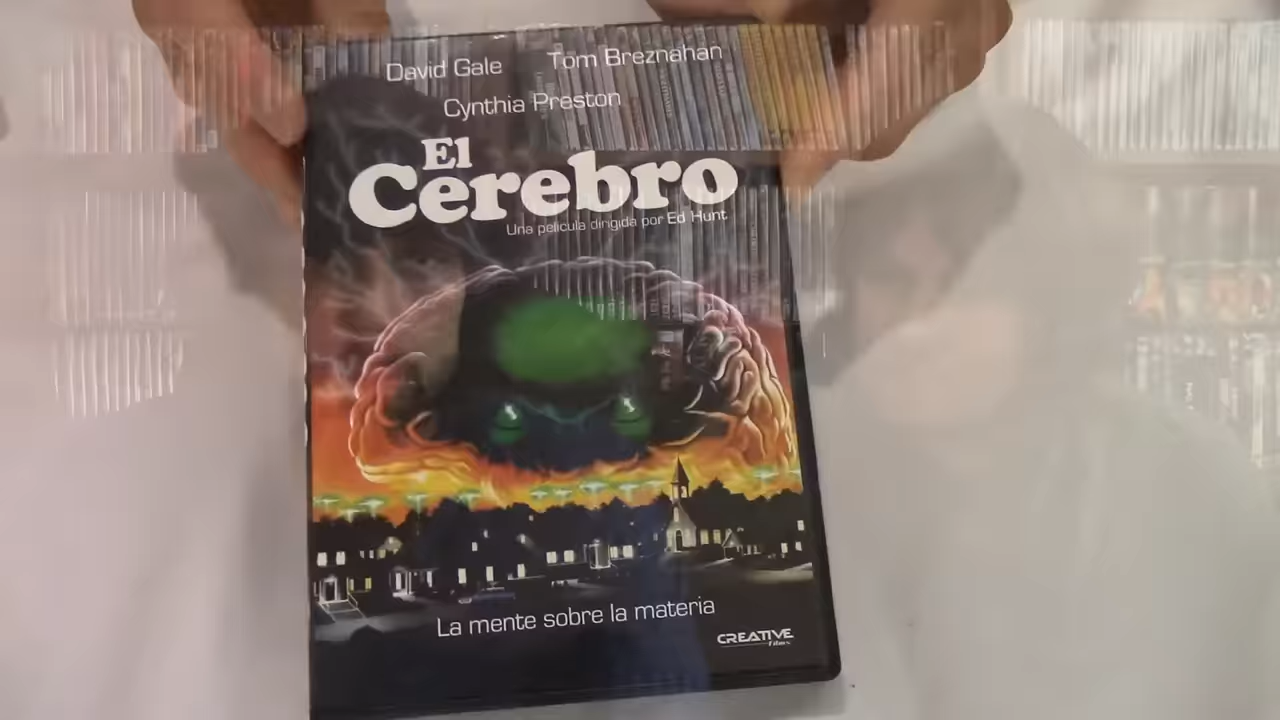 David Gale Tom Breznahan
Cynthia Preston
El
Cerebro
Una película dirigida por Ed Hunt
La mente sobre la materia
CREATIVE
Films